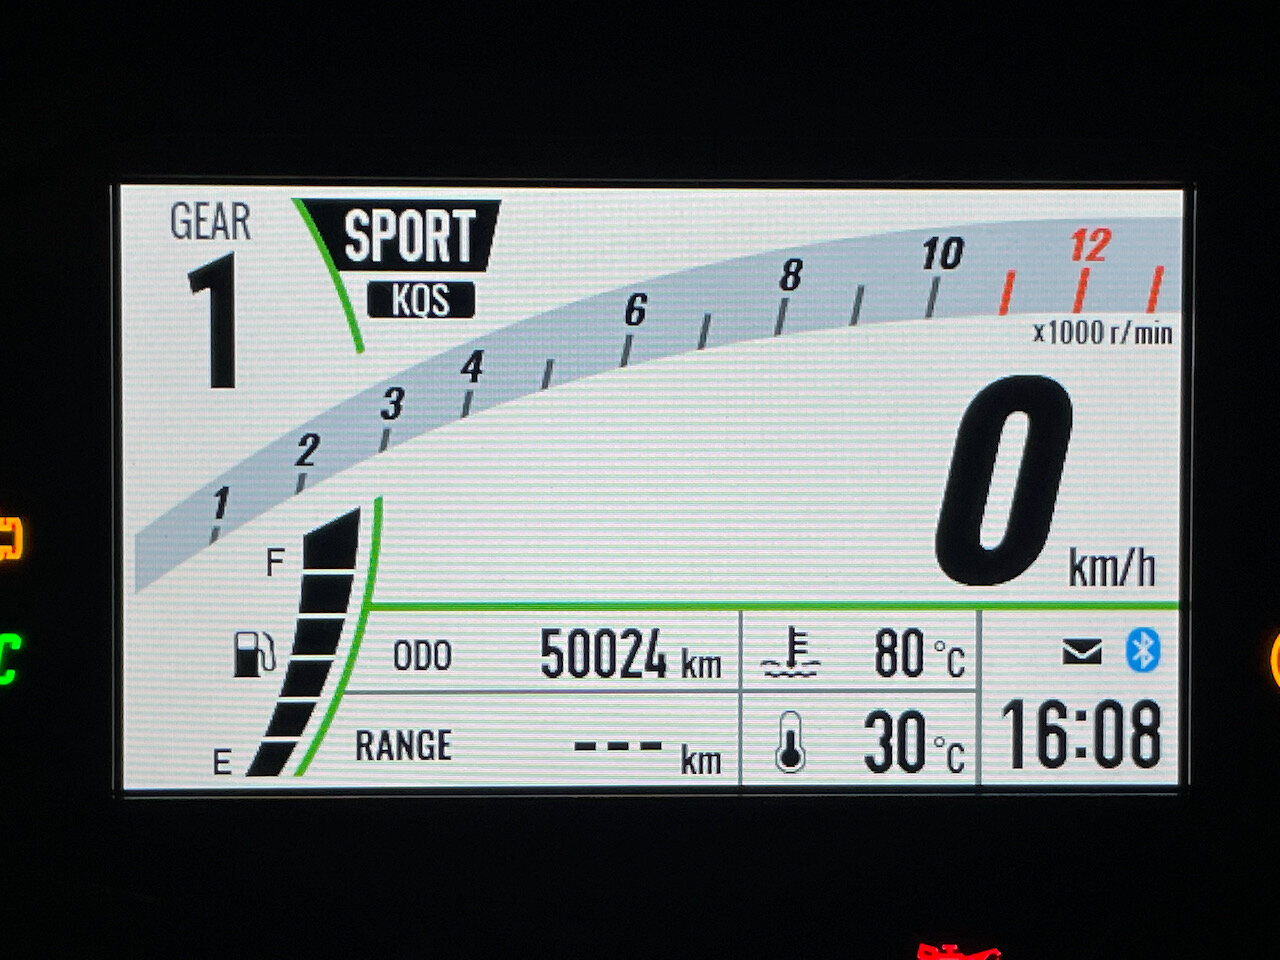 GEAR
1
SPORT
KQS
1
2
3
4
6
8
10
12
x1000 r/min
0 km/h
F
E
ODO 50024 km
RANGE --- km
80 °C
30 °C
16:08